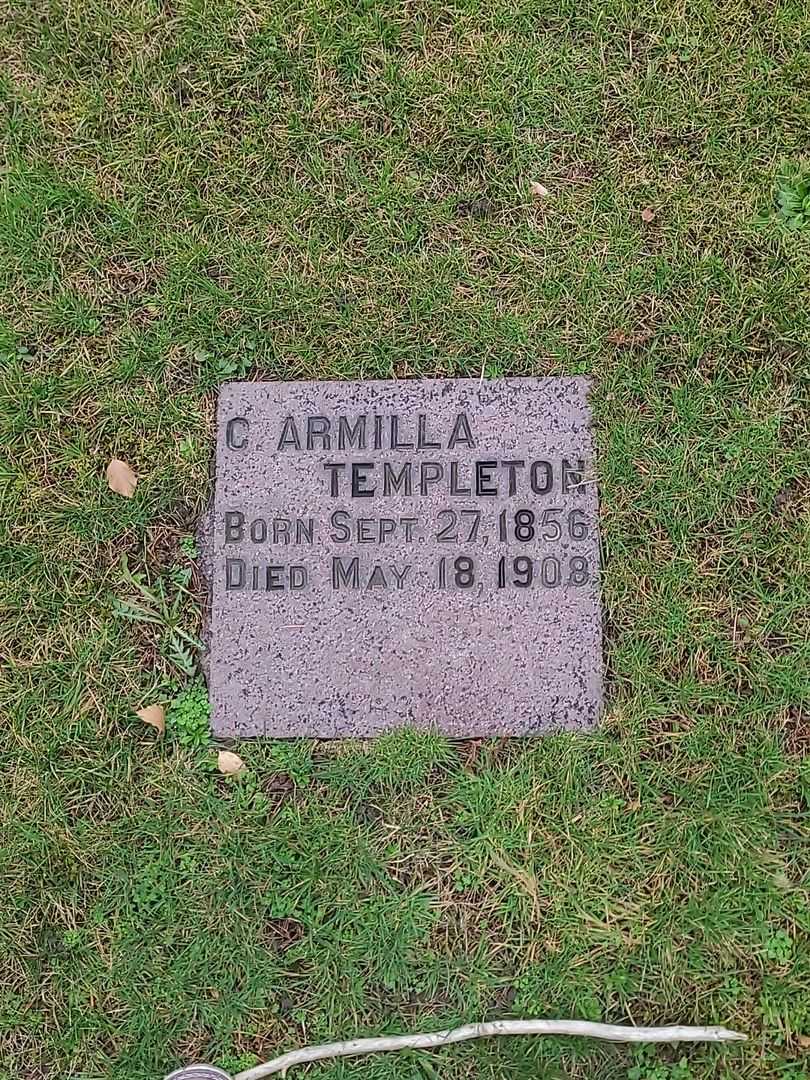 C. ARMILLA
TEMPLETON
BORN. SEPT. 27, 1856
DIED MAY 18, 1908